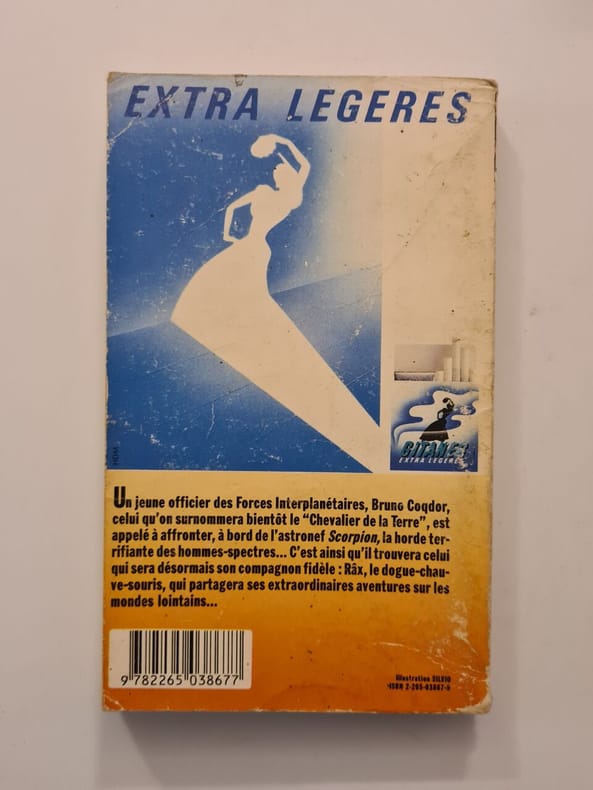 EXTRA LEGERES
GITANES
EXTRA LEGERES
HDM
Un jeune officier des Forces Interplanétaires, Bruno Coqdor,
celui qu'on surnommera bientôt le "Chevalier de la Terre", est
appelé à affronter, à bord de l'astronef Scorpion, la horde ter-
rifiante des hommes-spectres... C'est ainsi qu'il trouvera celui
qui sera désormais son compagnon fidèle : Râx, le dogue-chau-
ve-souris, qui partagera ses extraordinaires aventures sur les
mondes lointains...
9 782265 038677
Illustration SILVIO
ISBN 2-265-03867-5